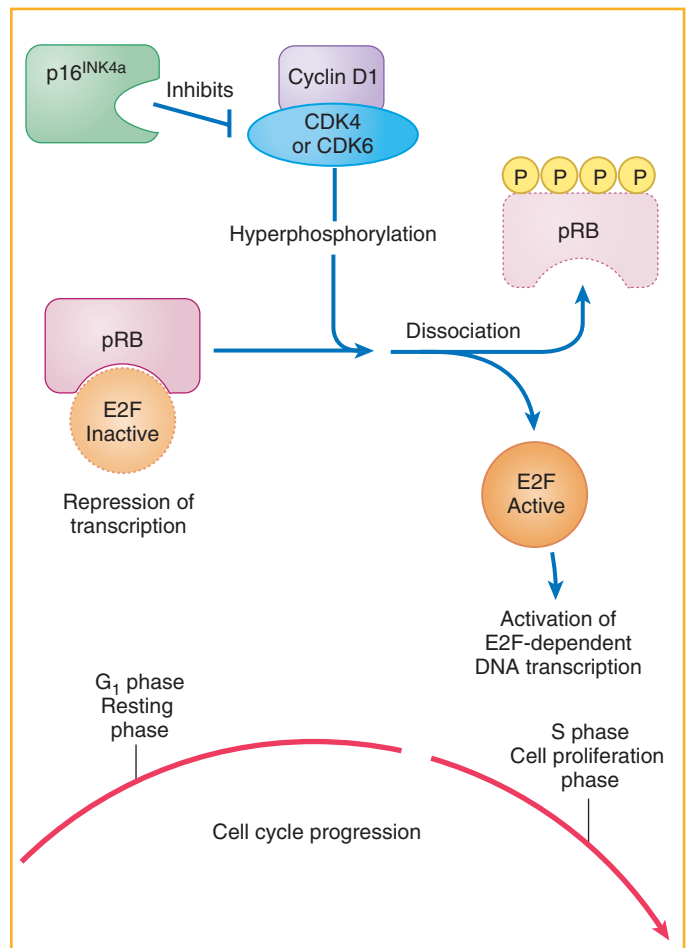 p16INK4a
Inhibits
Cyclin D1
CDK4
or CDK6
P P P P
pRB
Hyperphosphorylation
pRB
Dissociation
E2F
Inactive
E2F
Active
Repression of
transcription
Activation of
E2F-dependent
DNA transcription
G1 phase
Resting
phase
S phase
Cell proliferation
phase
Cell cycle progression